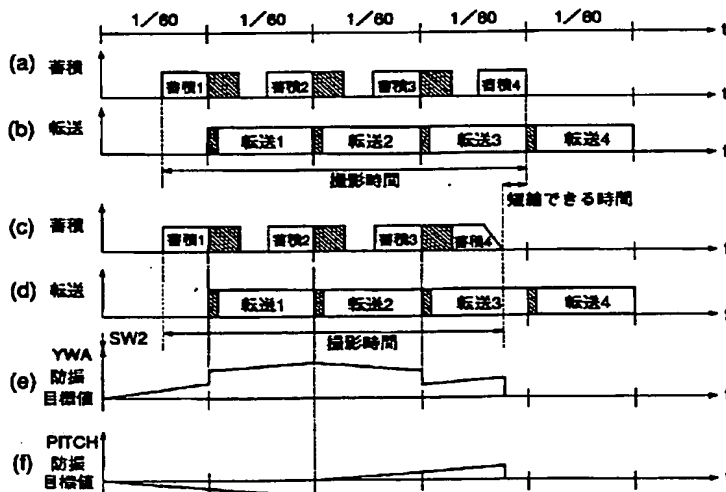 1/60 1/60 1/60 1/60
t
(a) 蓄積 蓄積1 蓄積2 蓄積3 蓄積4 t
(b) 転送 転送1 転送2 転送3 転送4 t
撮影時間
短縮できる時間
(c) 蓄積 蓄積1 蓄積2 蓄積3 蓄積4 t
(d) 転送 転送1 転送2 転送3 転送4
SW2
撮影時間
YWA
(e) 防振
目標値 t
PITCH
(f) 防振
目標値 t